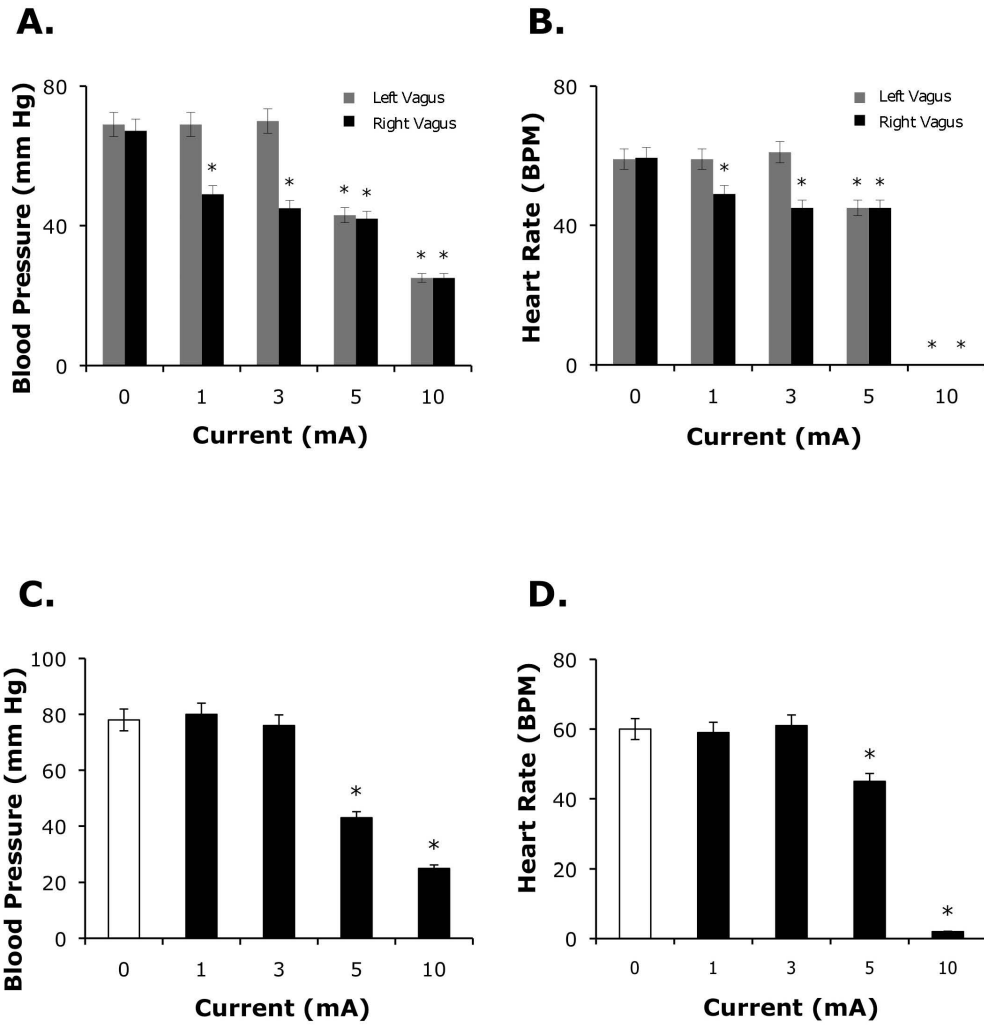 A.
Blood Pressure (mm Hg)
80
40
0
Left Vagus
Right Vagus
*
*
* *
* *
0 1 3 5 10
Current (mA)
B.
Heart Rate (BPM)
80
40
0
Left Vagus
Right Vagus
*
*
* *
* *
0 1 3 5 10
Current (mA)
C.
Blood Pressure (mm Hg)
100
80
60
40
20
0
*
*
0 1 3 5 10
Current (mA)
D.
Heart Rate (BPM)
80
60
40
20
0
*
*
0 1 3 5 10
Current (mA)